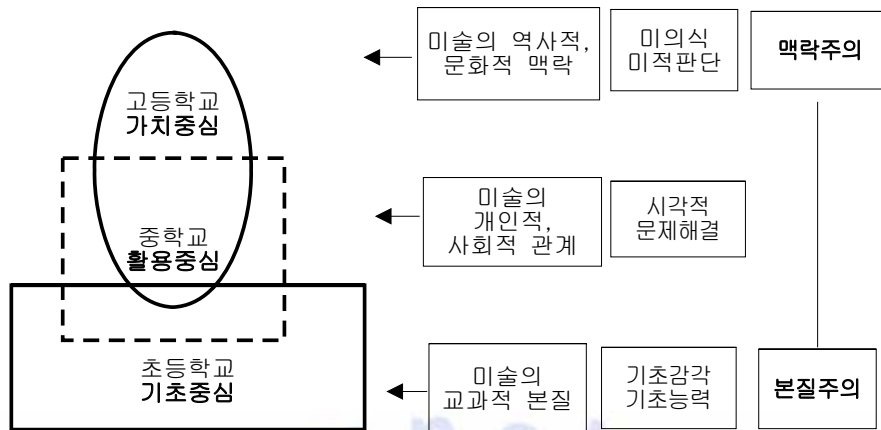 고등학교
가치중심
미술의 역사적,
문화적 맥락
미의식
미적판단
맥락주의
중학교
활용중심
미술의
개인적,
사회적 관계
시각적
문제해결
초등학교
기초중심
미술의
교과적 본질
기초감각
기초능력
본질주의